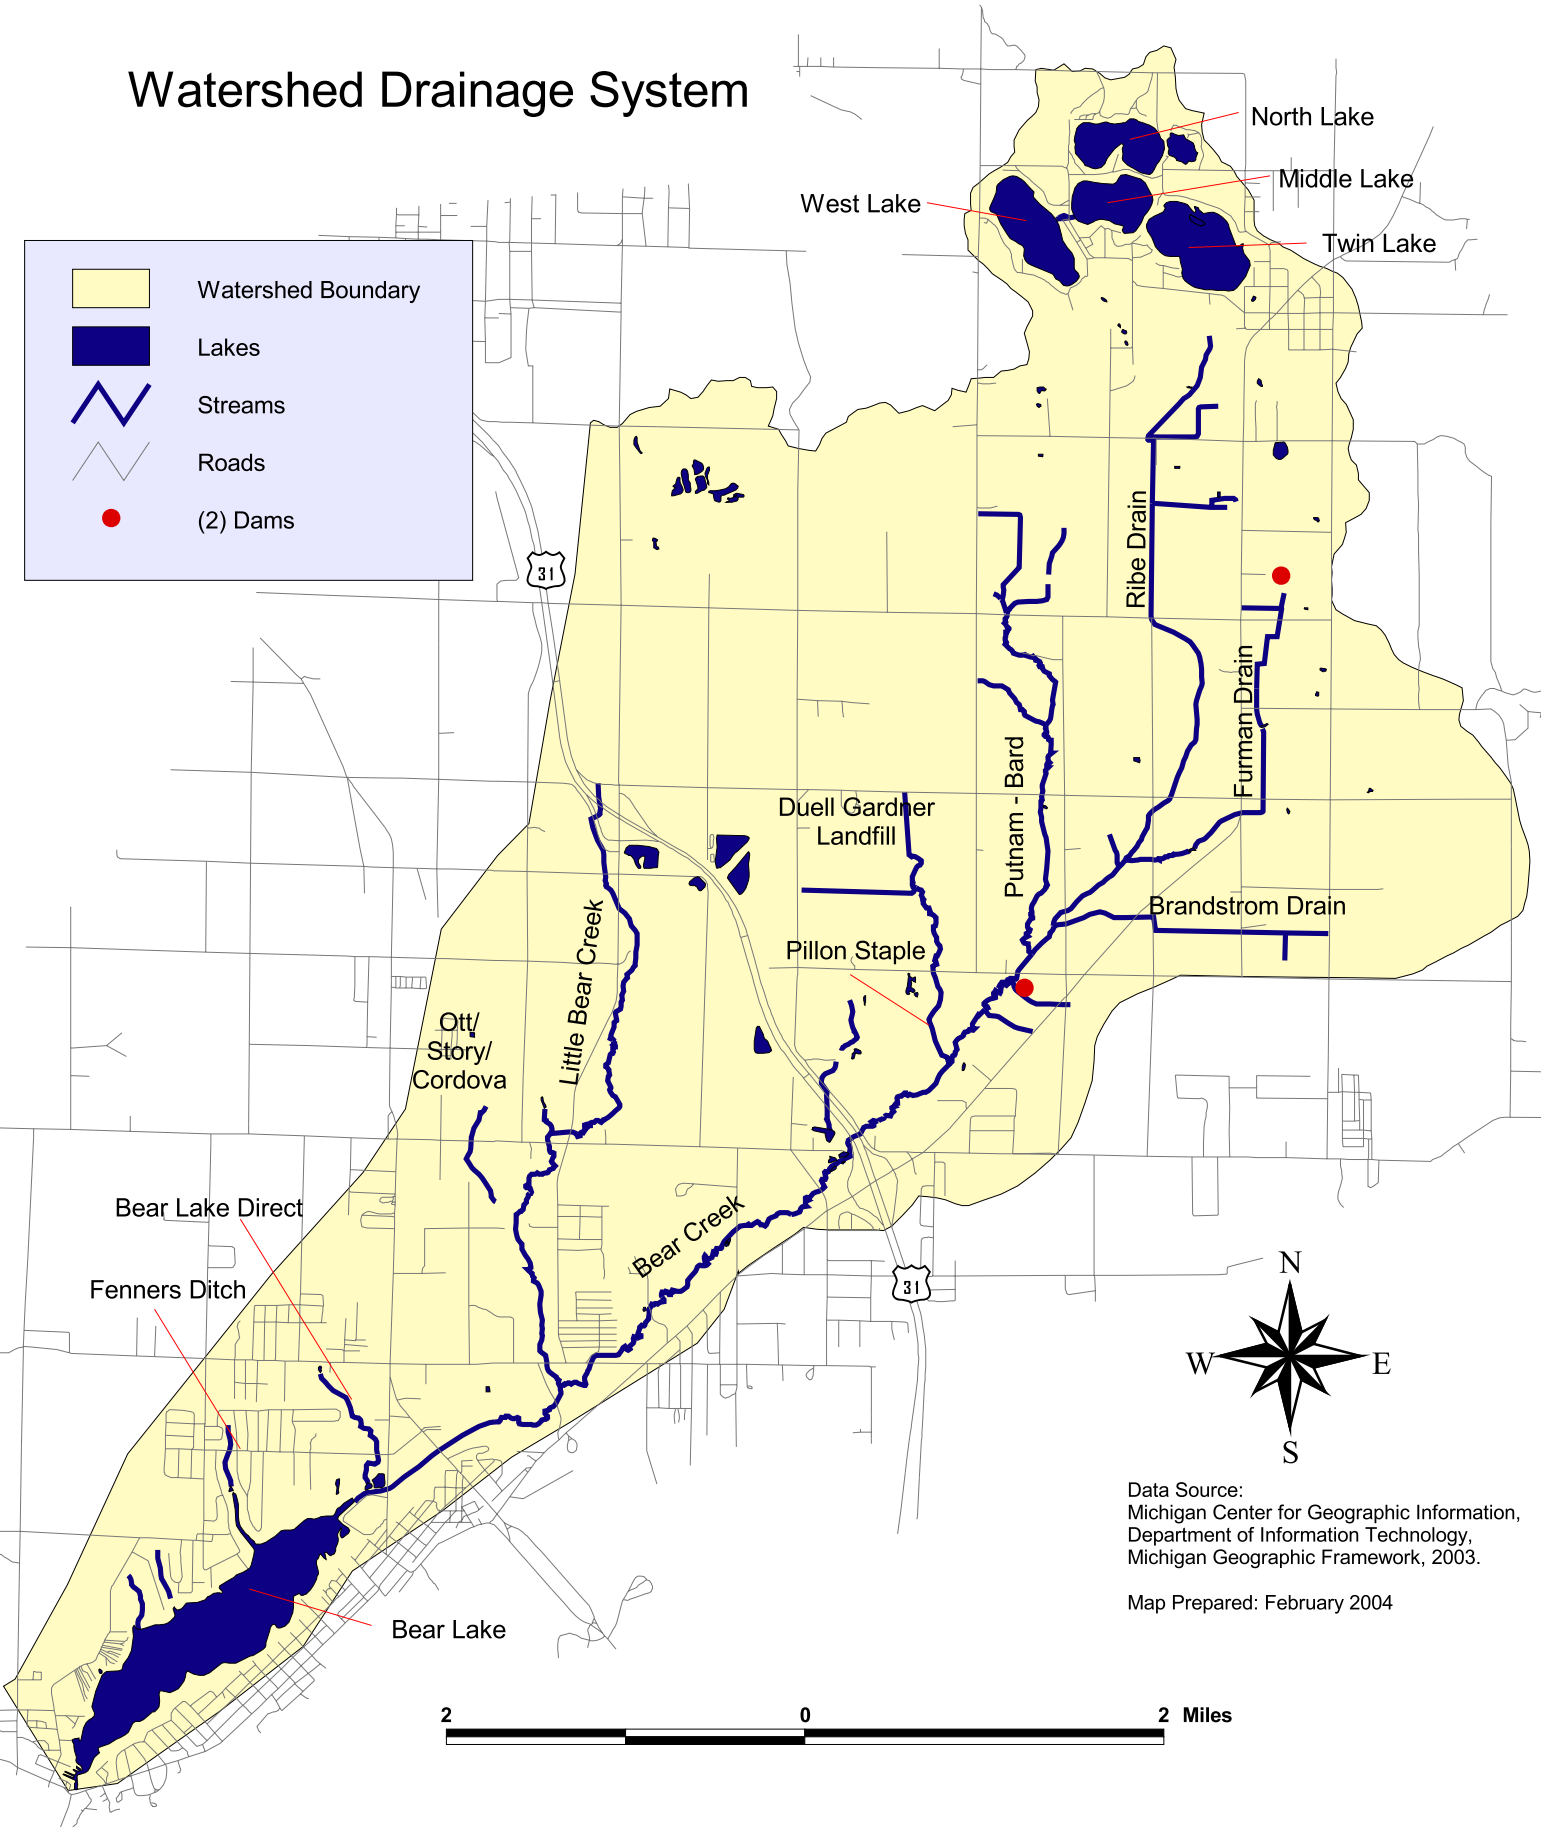 Watershed Drainage System
North Lake
Middle Lake
West Lake
Twin Lake
Watershed Boundary
Lakes
Streams
Roads
(2) Dams
31
Ribe Drain
Furman Drain
Putnam - Bard
Duell Gardner
Landfill
Brandstrom Drain
Pillon Staple
Little Bear Creek
Ott/
Story/
Cordova
Bear Lake Direct
Bear Creek
Fenners Ditch
31
N
W
E
S
Data Source:
Michigan Center for Geographic Information,
Department of Information Technology,
Michigan Geographic Framework, 2003.
Map Prepared: February 2004
Bear Lake
2 0 2 Miles